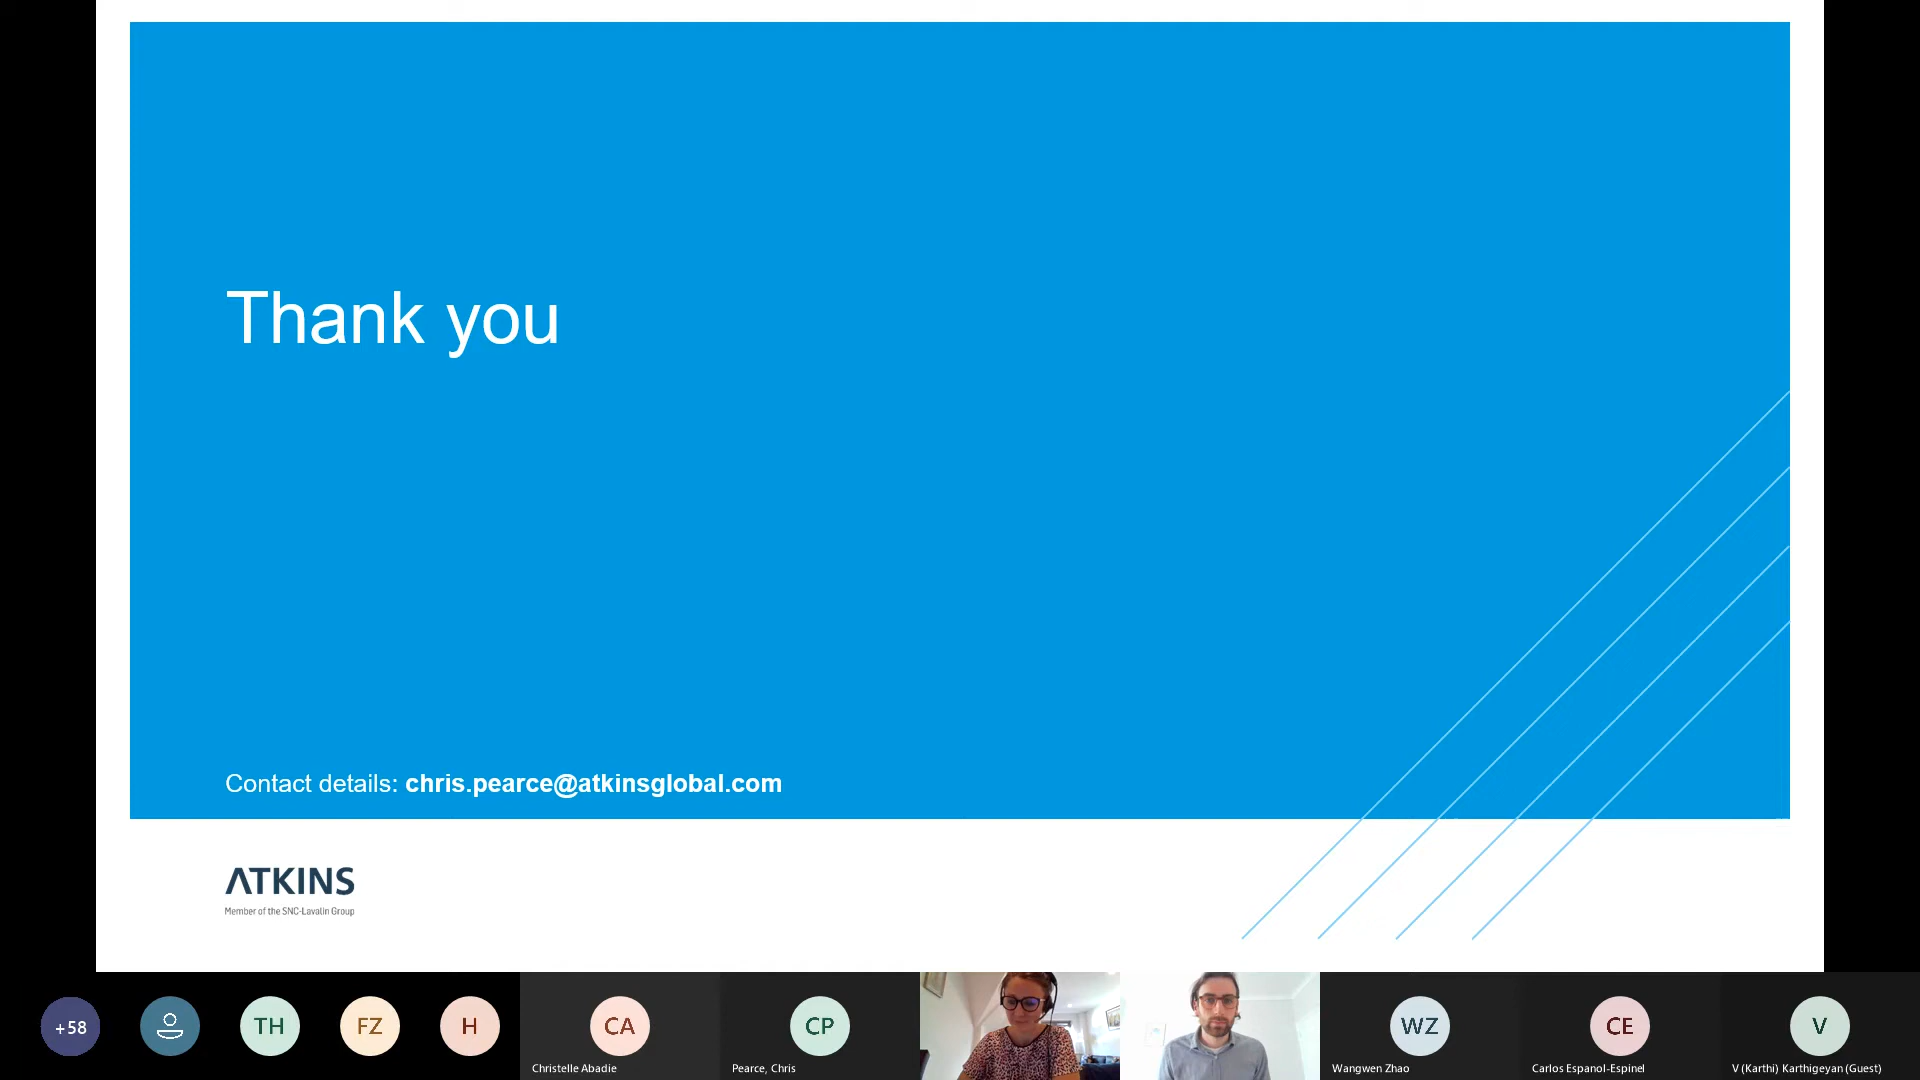 Thank you
Contact details: chris.pearce@atkinsglobal.com
ATKINS
Member of the SNC-Lavalin Group
+58
TH
FZ
H
CA
Christelle Abadie
CP
Pearce, Chris
WZ
Wangwen Zhao
CE
Carlos Espanol-Espinel
V
V (Karthi) Karthigeyan (Guest)